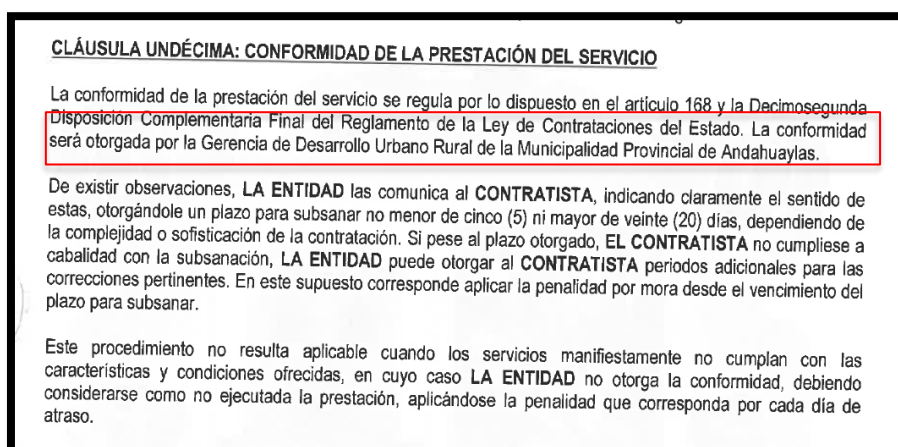 CLÁUSULA UNDÉCIMA: CONFORMIDAD DE LA PRESTACIÓN DEL SERVICIO
La conformidad de la prestación del servicio se regula por lo dispuesto en el artículo 168 y la Decimosegunda
Disposición Complementaria Final del Reglamento de la Ley de Contrataciones del Estado. La conformidad
será otorgada por la Gerencia de Desarrollo Urbano Rural de la Municipalidad Provincial de Andahuaylas.
De existir observaciones, LA ENTIDAD las comunica al CONTRATISTA, indicando claramente el sentido de
estas, otorgándole un plazo para subsanar no menor de cinco (5) ni mayor de veinte (20) días, dependiendo de
la complejidad o sofisticación de la contratación. Si pese al plazo otorgado, EL CONTRATISTA no cumpliese a
cabalidad con la subsanación, LA ENTIDAD puede otorgar al CONTRATISTA periodos adicionales para las
correcciones pertinentes. En este supuesto corresponde aplicar la penalidad por mora desde el vencimiento del
plazo para subsanar.
Este procedimiento no resulta aplicable cuando los servicios manifiestamente no cumplan con las
características y condiciones ofrecidas, en cuyo caso LA ENTIDAD no otorga la conformidad, debiendo
considerarse como no ejecutada la prestación, aplicándose la penalidad que corresponda por cada día de
atraso.